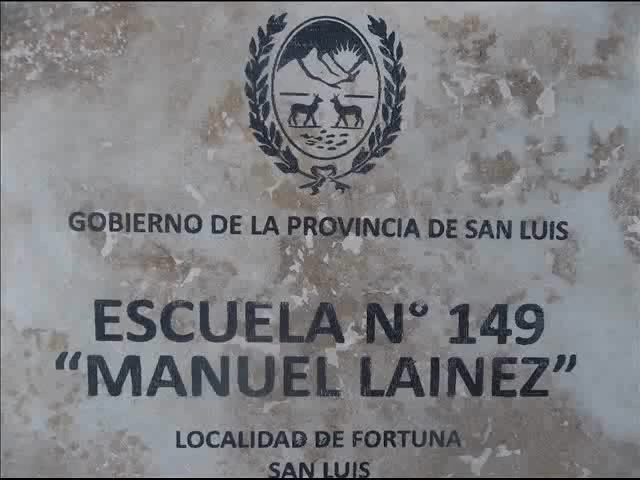 GOBIERNO DE LA PROVINCIA DE SAN LUIS
ESCUELA N° 149
“MANUEL LAINEZ”
LOCALIDAD DE FORTUNA
SAN LUIS